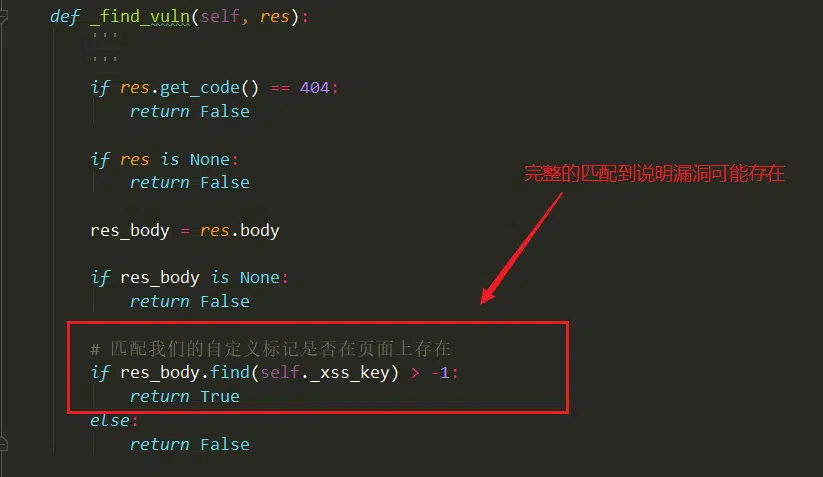 def _find_vuln(self, res):
'''
'''
if res.get_code() == 404:
return False
if res is None:
return False
完整的匹配到说明漏洞可能存在
res_body = res.body
if res_body is None:
return False
# 匹配我们的自定义标记是否在页面上存在
if res_body.find(self._xss_key) > -1:
return True
else:
return False